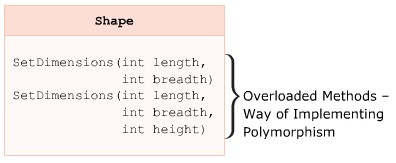 Shape
SetDimensions(int length,
int breadth)
SetDimensions(int length,
int breadth,
int height)
Overloaded Methods –
Way of Implementing
Polymorphism